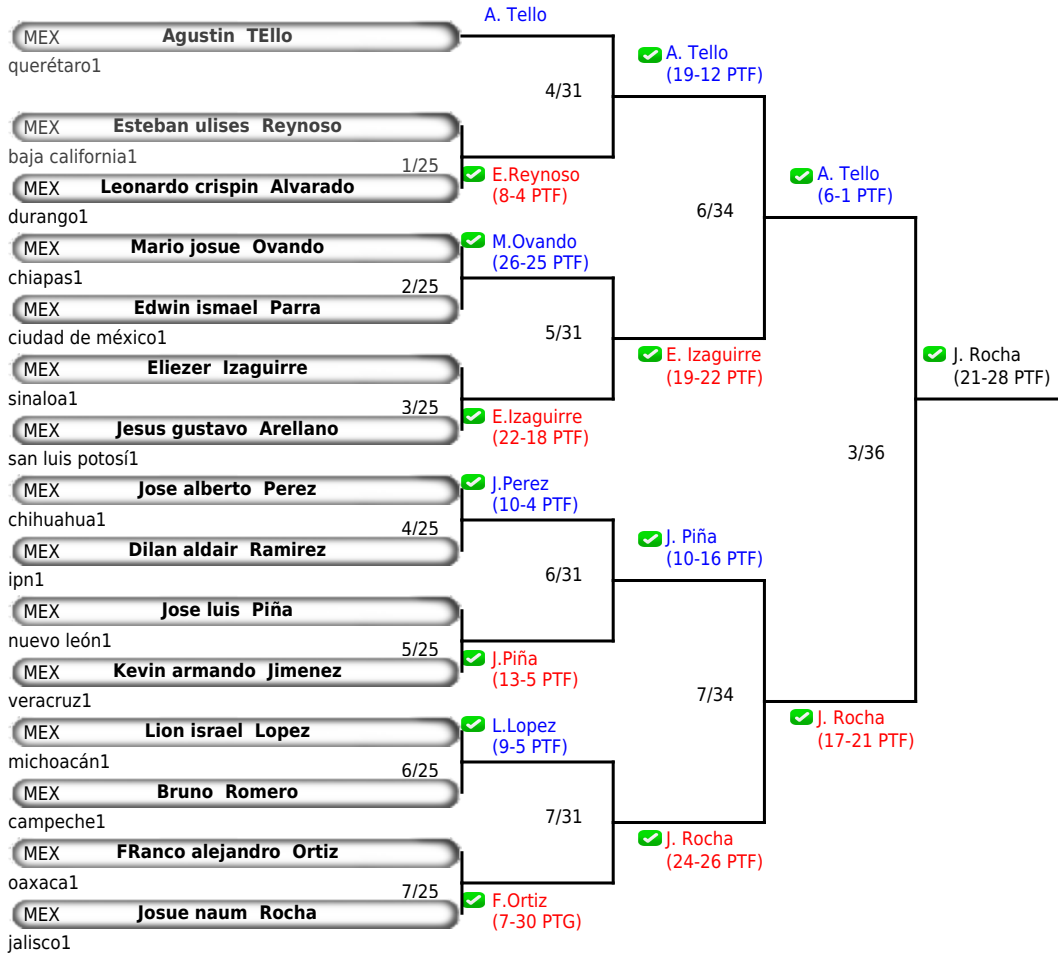 MEX Agustin TEllo
querétaro1
MEX Esteban ulises Reynoso
baja california1
1/25
MEX Leonardo crispin Alvarado
durango1
MEX Mario josue Ovando
chiapas1
2/25
MEX Edwin ismael Parra
ciudad de méxico1
MEX Eliezer Izaguirre
sinaloa1
3/25
MEX Jesus gustavo Arellano
san luis potosí1
MEX Jose alberto Perez
chihuahua1
4/25
MEX Dilan aldair Ramirez
ipn1
MEX Jose luis Piña
nuevo león1
5/25
MEX Kevin armando Jimenez
veracruz1
MEX Lion israel Lopez
michoacán1
6/25
MEX Bruno Romero
campeche1
MEX FRanco alejandro Ortiz
oaxaca1
7/25
MEX Josue naum Rocha
jalisco1
A. Tello
4/31
E.Reynoso
(8-4 PTF)
M.Ovando
(26-25 PTF)
5/31
E.Izaguirre
(22-18 PTF)
J.Perez
(10-4 PTF)
6/31
J.Piña
(13-5 PTF)
L.Lopez
(9-5 PTF)
7/31
F.Ortiz
(7-30 PTG)
A. Tello
(19-12 PTF)
6/34
E. Izaguirre
(19-22 PTF)
J. Piña
(10-16 PTF)
7/34
J. Rocha
(24-26 PTF)
A. Tello
(6-1 PTF)
3/36
J. Rocha
(17-21 PTF)
J. Rocha
(21-28 PTF)